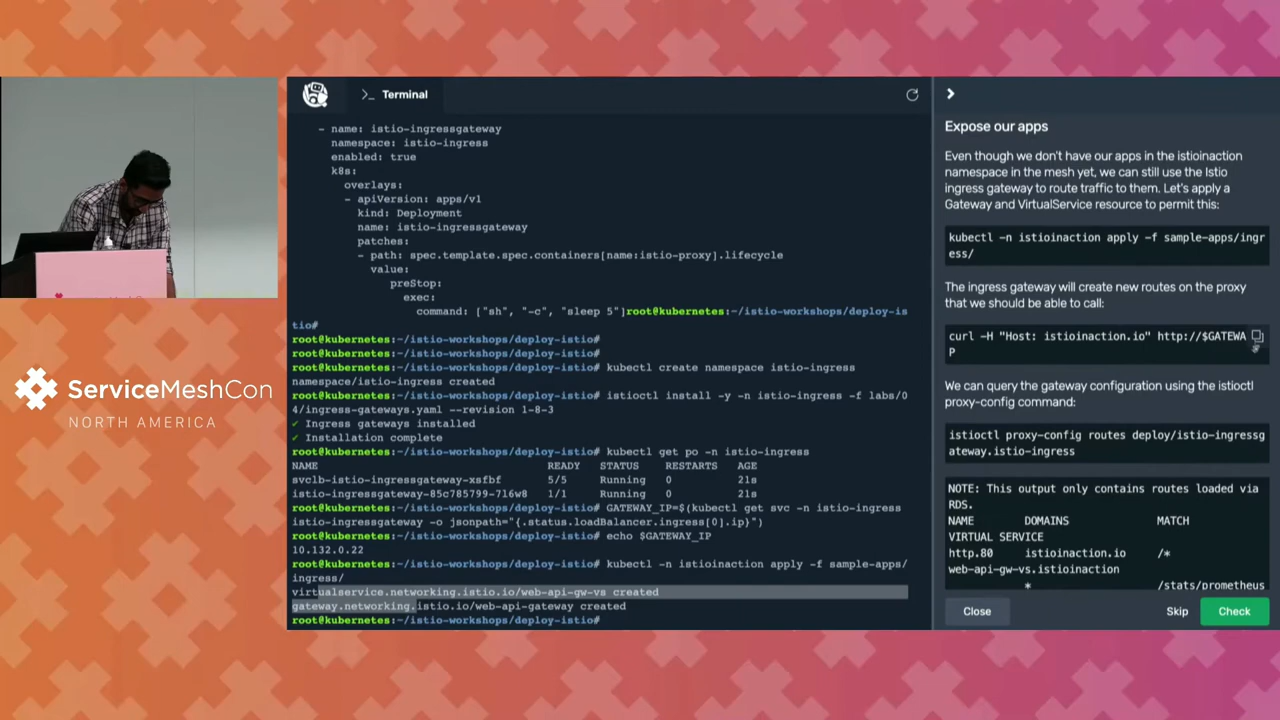 >_ Terminal
- name: istio-ingressgateway
namespace: istio-ingress
enabled: true
k8s:
overlays:
- apiVersion: apps/v1
kind: Deployment
name: istio-ingressgateway
patches:
- path: spec.template.spec.containers[name:istio-proxy].lifecycle
value:
preStop:
exec:
command: ["sh", "-c", "sleep 5"]root@kubernetes:~/istio-workshops/deploy-is
tio#
root@kubernetes:~/istio-workshops/deploy-istio#
root@kubernetes:~/istio-workshops/deploy-istio#
root@kubernetes:~/istio-workshops/deploy-istio# kubectl create namespace istio-ingress
namespace/istio-ingress created
root@kubernetes:~/istio-workshops/deploy-istio# istioctl install -y -n istio-ingress -f labs/0
4/ingress-gateways.yaml --revision 1-8-3
✓ Ingress gateways installed
✓ Installation complete
root@kubernetes:~/istio-workshops/deploy-istio# kubectl get po -n istio-ingress
NAME READY STATUS RESTARTS AGE
svclb-istio-ingressgateway-xsfbf 5/5 Running 0 21s
istio-ingressgateway-85c785799-716w8 1/1 Running 0 21s
root@kubernetes:~/istio-workshops/deploy-istio# GATEWAY_IP=$(kubectl get svc -n istio-ingress
istio-ingressgateway -o jsonpath="{.status.loadBalancer.ingress[0].ip}")
root@kubernetes:~/istio-workshops/deploy-istio# echo $GATEWAY_IP
10.132.0.22
root@kubernetes:~/istio-workshops/deploy-istio# kubectl -n istioinaction apply -f sample-apps/
ingress/
virtualservice.networking.istio.io/web-api-gw-vs created
gateway.networking.istio.io/web-api-gateway created
root@kubernetes:~/istio-workshops/deploy-istio#
Expose our apps
Even though we don't have our apps in the istioinaction
namespace in the mesh yet, we can still use the Istio
ingress gateway to route traffic to them. Let's apply a
Gateway and VirtualService resource to permit this:
kubectl -n istioinaction apply -f sample-apps/ingr
ess/
The ingress gateway will create new routes on the proxy
that we should be able to call:
curl -H "Host: istioinaction.io" http://$GATEWA
P
We can query the gateway configuration using the istioctl
proxy-config command:
istioctl proxy-config routes deploy/istio-ingressg
ateway.istio-ingress
NOTE: This output only contains routes loaded via
RDS.
NAME DOMAINS MATCH
VIRTUAL SERVICE
http.80 istioinaction.io /*
web-api-gw-vs.istioinaction
* /stats/prometheus
Close
Skip
Check
ServiceMeshCon
NORTH AMERICA